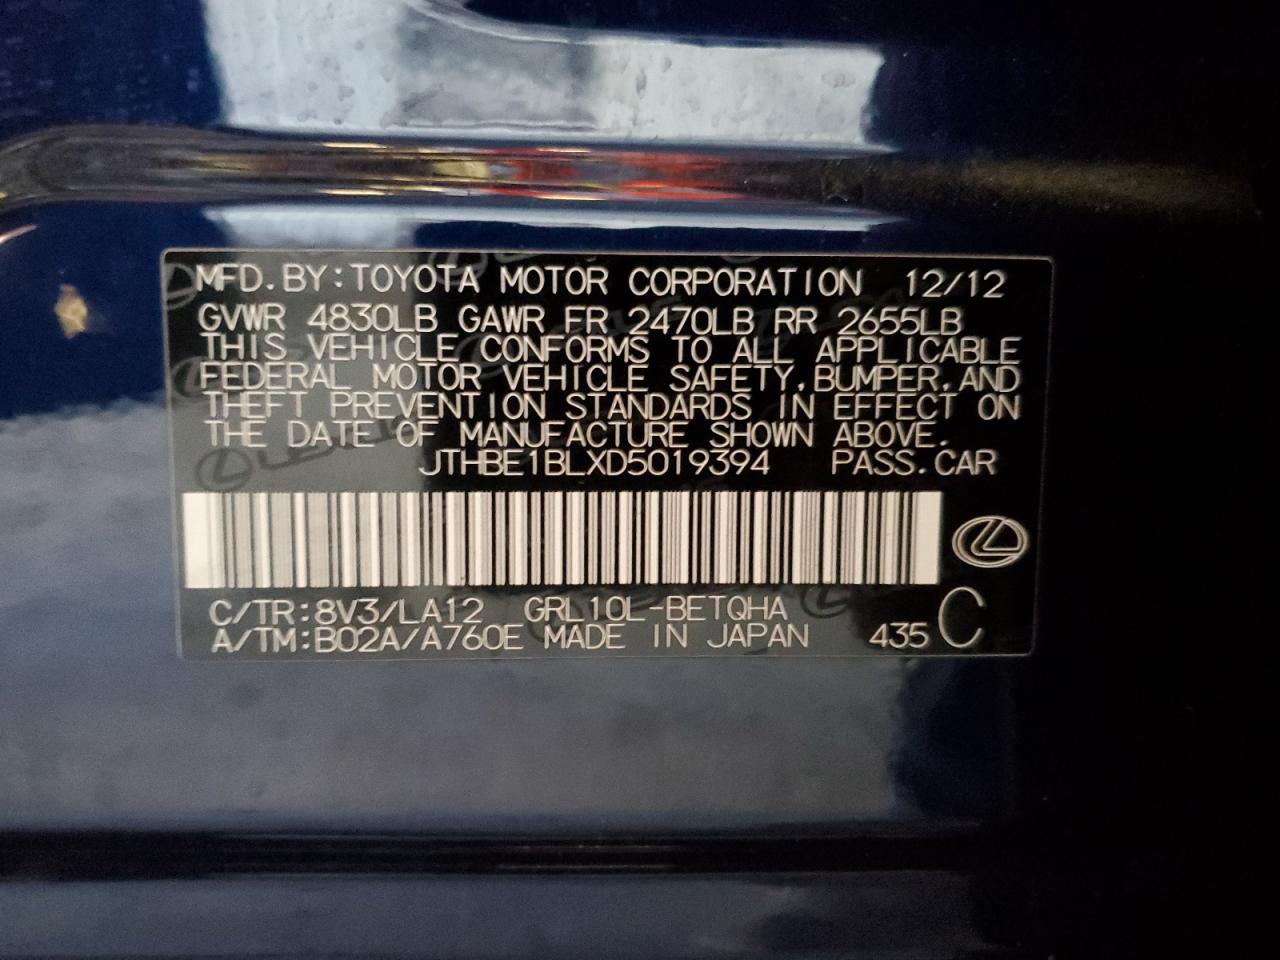 MFD.BY:TOYOTA MOTOR CORPORATION 12/12
GVWR 4830LB GAWR FR 2470LB RR 2655LB
THIS VEHICLE CONFORMS TO ALL APPLICABLE
FEDERAL MOTOR VEHICLE SAFETY,BUMPER,AND
THEFT PREVENTION STANDARDS IN EFFECT ON
THE DATE OF MANUFACTURE SHOWN ABOVE.
JTHBE1BLXD5019394 PASS.CAR
C/TR:8V3/LA12 GRL10L-BETQHA
A/TM:B02A/A760E MADE IN JAPAN 435 C